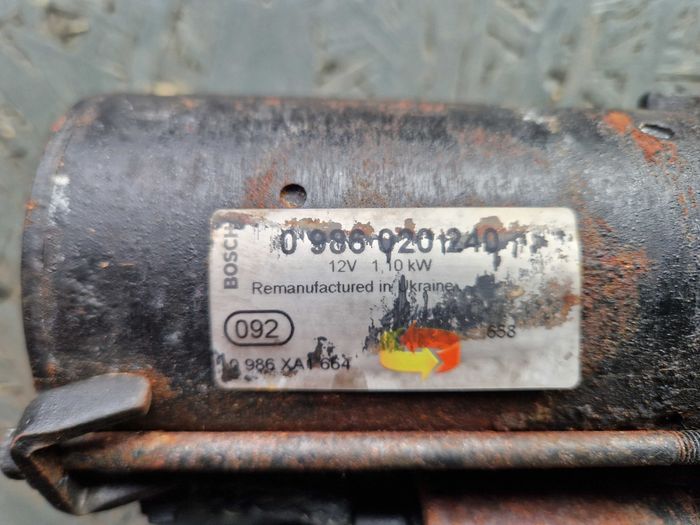 BOSCH
0 986 020 240
12V 1,10 kW
Remanufactured in Ukraine
092
658
0 986 XA1 664